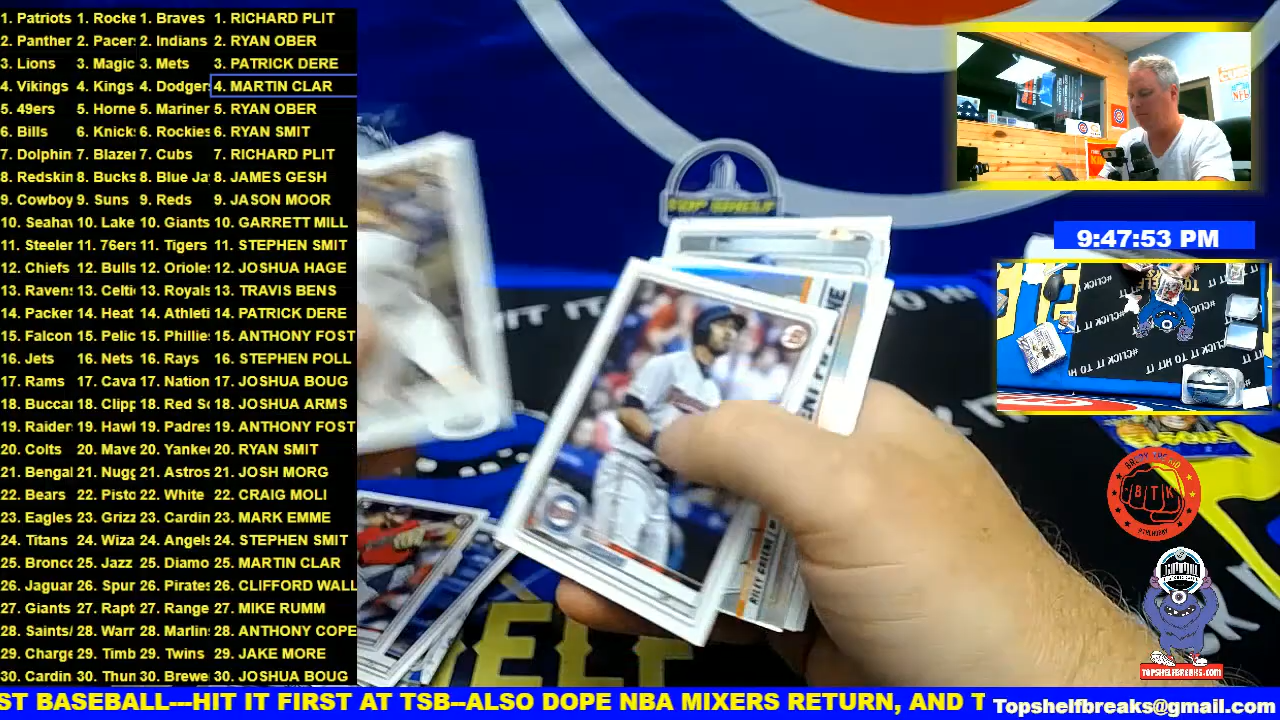 1. Patriots 1. Rocke 1. Braves 1. RICHARD PLIT
2. Panther 2. Pacer 2. Indians 2. RYAN OBER
3. Lions 3. Magic 3. Mets 3. PATRICK DERE
4. Vikings 4. Kings 4. Dodger 4. MARTIN CLAR
5. 49ers 5. Horne 5. Mariner 5. RYAN OBER
6. Bills 6. Knick 6. Rockies 6. RYAN SMIT
7. Dolphin 7. Blazer 7. Cubs 7. RICHARD PLIT
8. Redskin 8. Bucks 8. Blue Ja 8. JAMES GESH
9. Cowboy 9. Suns 9. Reds 9. JASON MOOR
10. Seaha 10. Lake 10. Giants 10. GARRETT MILL
11. Steeler 11. 76ers 11. Tigers 11. STEPHEN SMIT
12. Chiefs 12. Bulls 12. Oriole 12. JOSHUA HAGE
13. Raven 13. Celti 13. Royals 13. TRAVIS BENS
14. Packer 14. Heat 14. Athleti 14. PATRICK DERE
15. Falcon 15. Pelic 15. Phillie 15. ANTHONY FOST
16. Jets 16. Nets 16. Rays 16. STEPHEN POLL
17. Rams 17. Cava 17. Nation 17. JOSHUA BOUG
18. Buccai 18. Clipp 18. Red So 18. JOSHUA ARMS
19. Raider 19. Hawl 19. Padres 19. ANTHONY FOST
20. Colts 20. Mave 20. Yanke 20. RYAN SMIT
21. Bengal 21. Nugg 21. Astros 21. JOSH MORG
22. Bears 22. Pisto 22. White 22. CRAIG MOLI
23. Eagles 23. Griz 23. Cardin 23. MARK EMME
24. Titans 24. Wiza 24. Angels 24. STEPHEN SMIT
25. Bronc 25. Jazz 25. Diamo 25. MARTIN CLAR
26. Jaguar 26. Spur 26. Pirates 26. CLIFFORD WALL
27. Giants 27. Rapt 27. Range 27. MIKE RUMM
28. Saints/ 28. Warr 28. Marlin 28. ANTHONY COPE
29. Charge 29. Timb 29. Twins 29. JAKE MORE
30. Cardin 30. Thun 30. Brewe 30. JOSHUA BOUG
9:47:53 PM
TOP SHELF
RILEY GREENE
BTK
TOPSHELFBREAKS.COM
ST BASEBALL---HIT IT FIRST AT TSB--ALSO DOPE NBA MIXERS RETURN, AND T
Topshelfbreaks@gmail.com